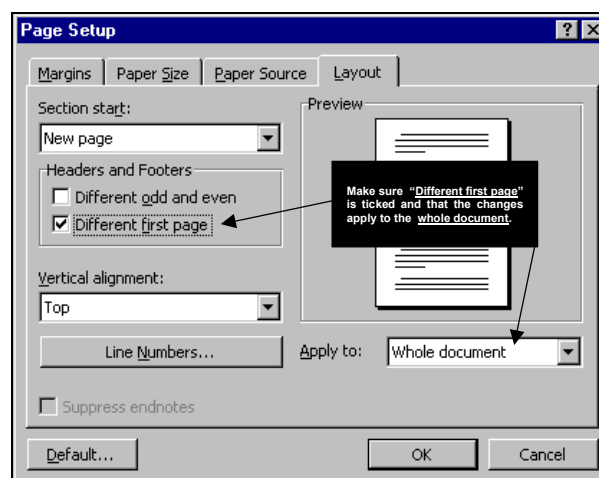 Page Setup
Margins Paper Size Paper Source Layout
Section start:
New page
Headers and Footers
Different odd and even
Different first page
Vertical alignment:
Top
Line Numbers...
Suppress endnotes
Preview
Make sure “Different first page”
is ticked and that the changes
apply to the whole document.
Apply to: Whole document
Default... OK Cancel